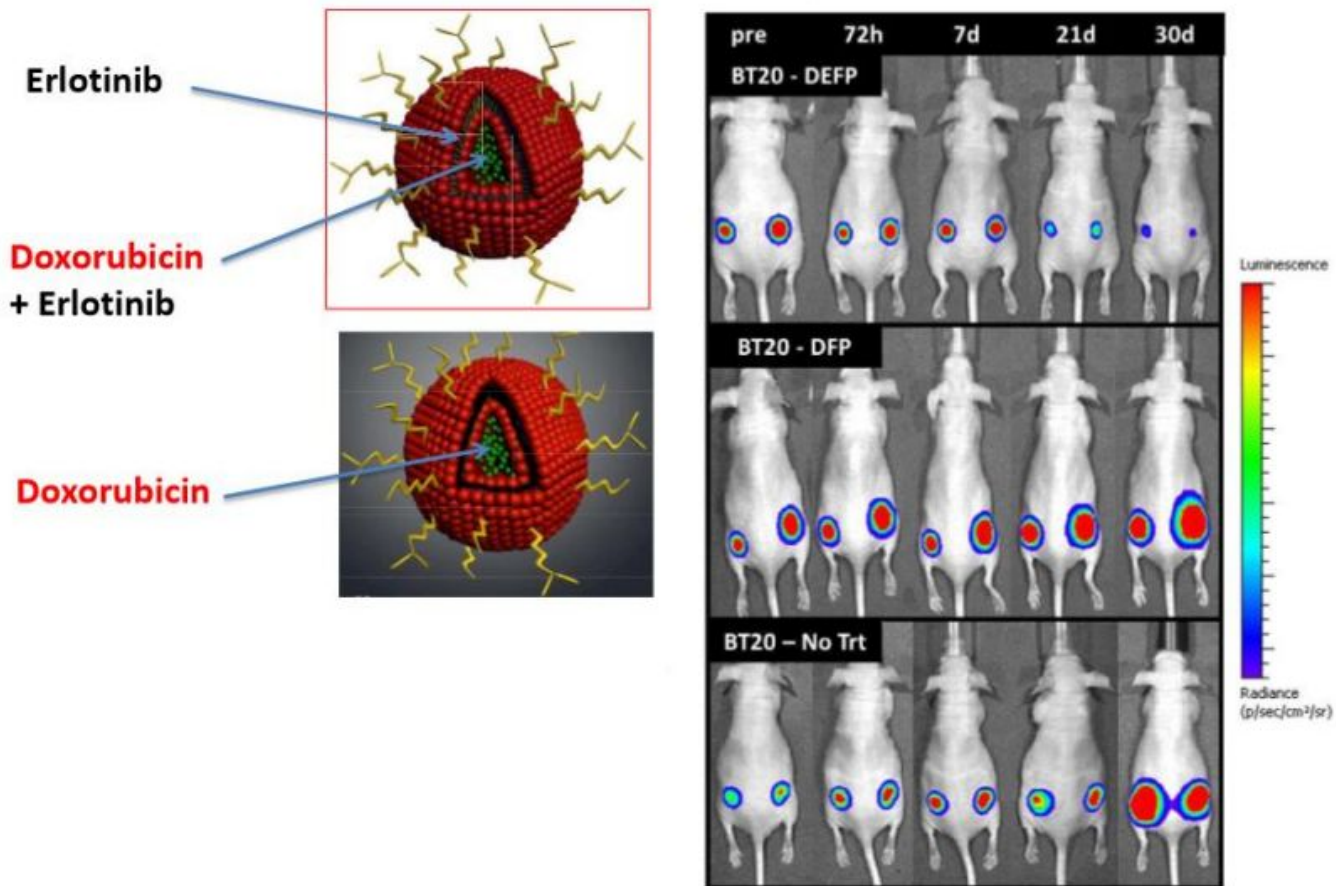 Erlotinib
Doxorubicin
+ Erlotinib
Doxorubicin
pre 72h 7d 21d 30d
BT20 - DEFP
BT20 - DFP
BT20 – No Trt
Luminescence
Radiance
(p/sec/cm²/sr)